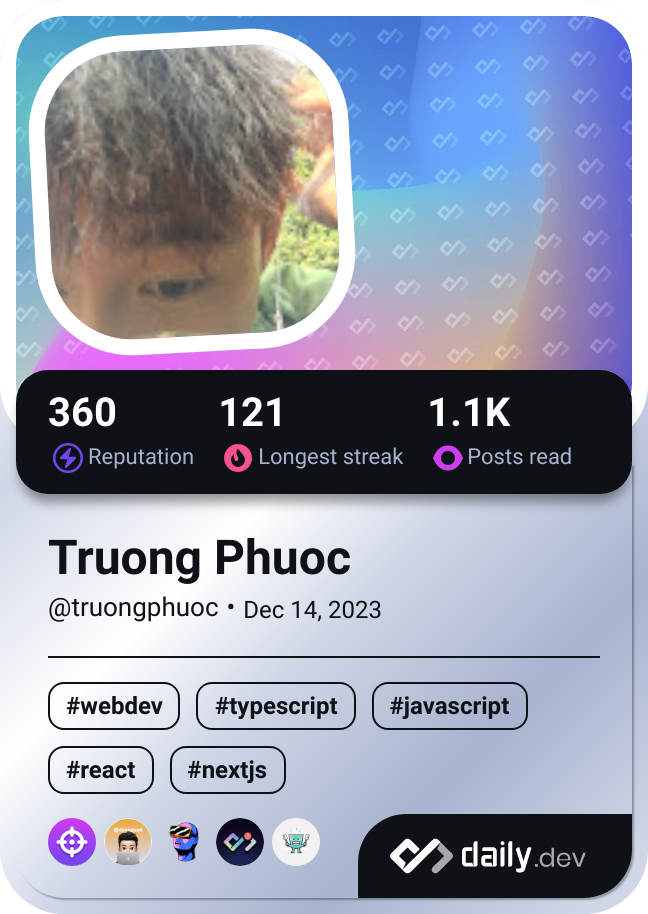 360 121 1.1K
Reputation Longest streak Posts read
Truong Phuoc
@truongphuoc • Dec 14, 2023
#webdev #typescript #javascript
#react #nextjs
daily.dev